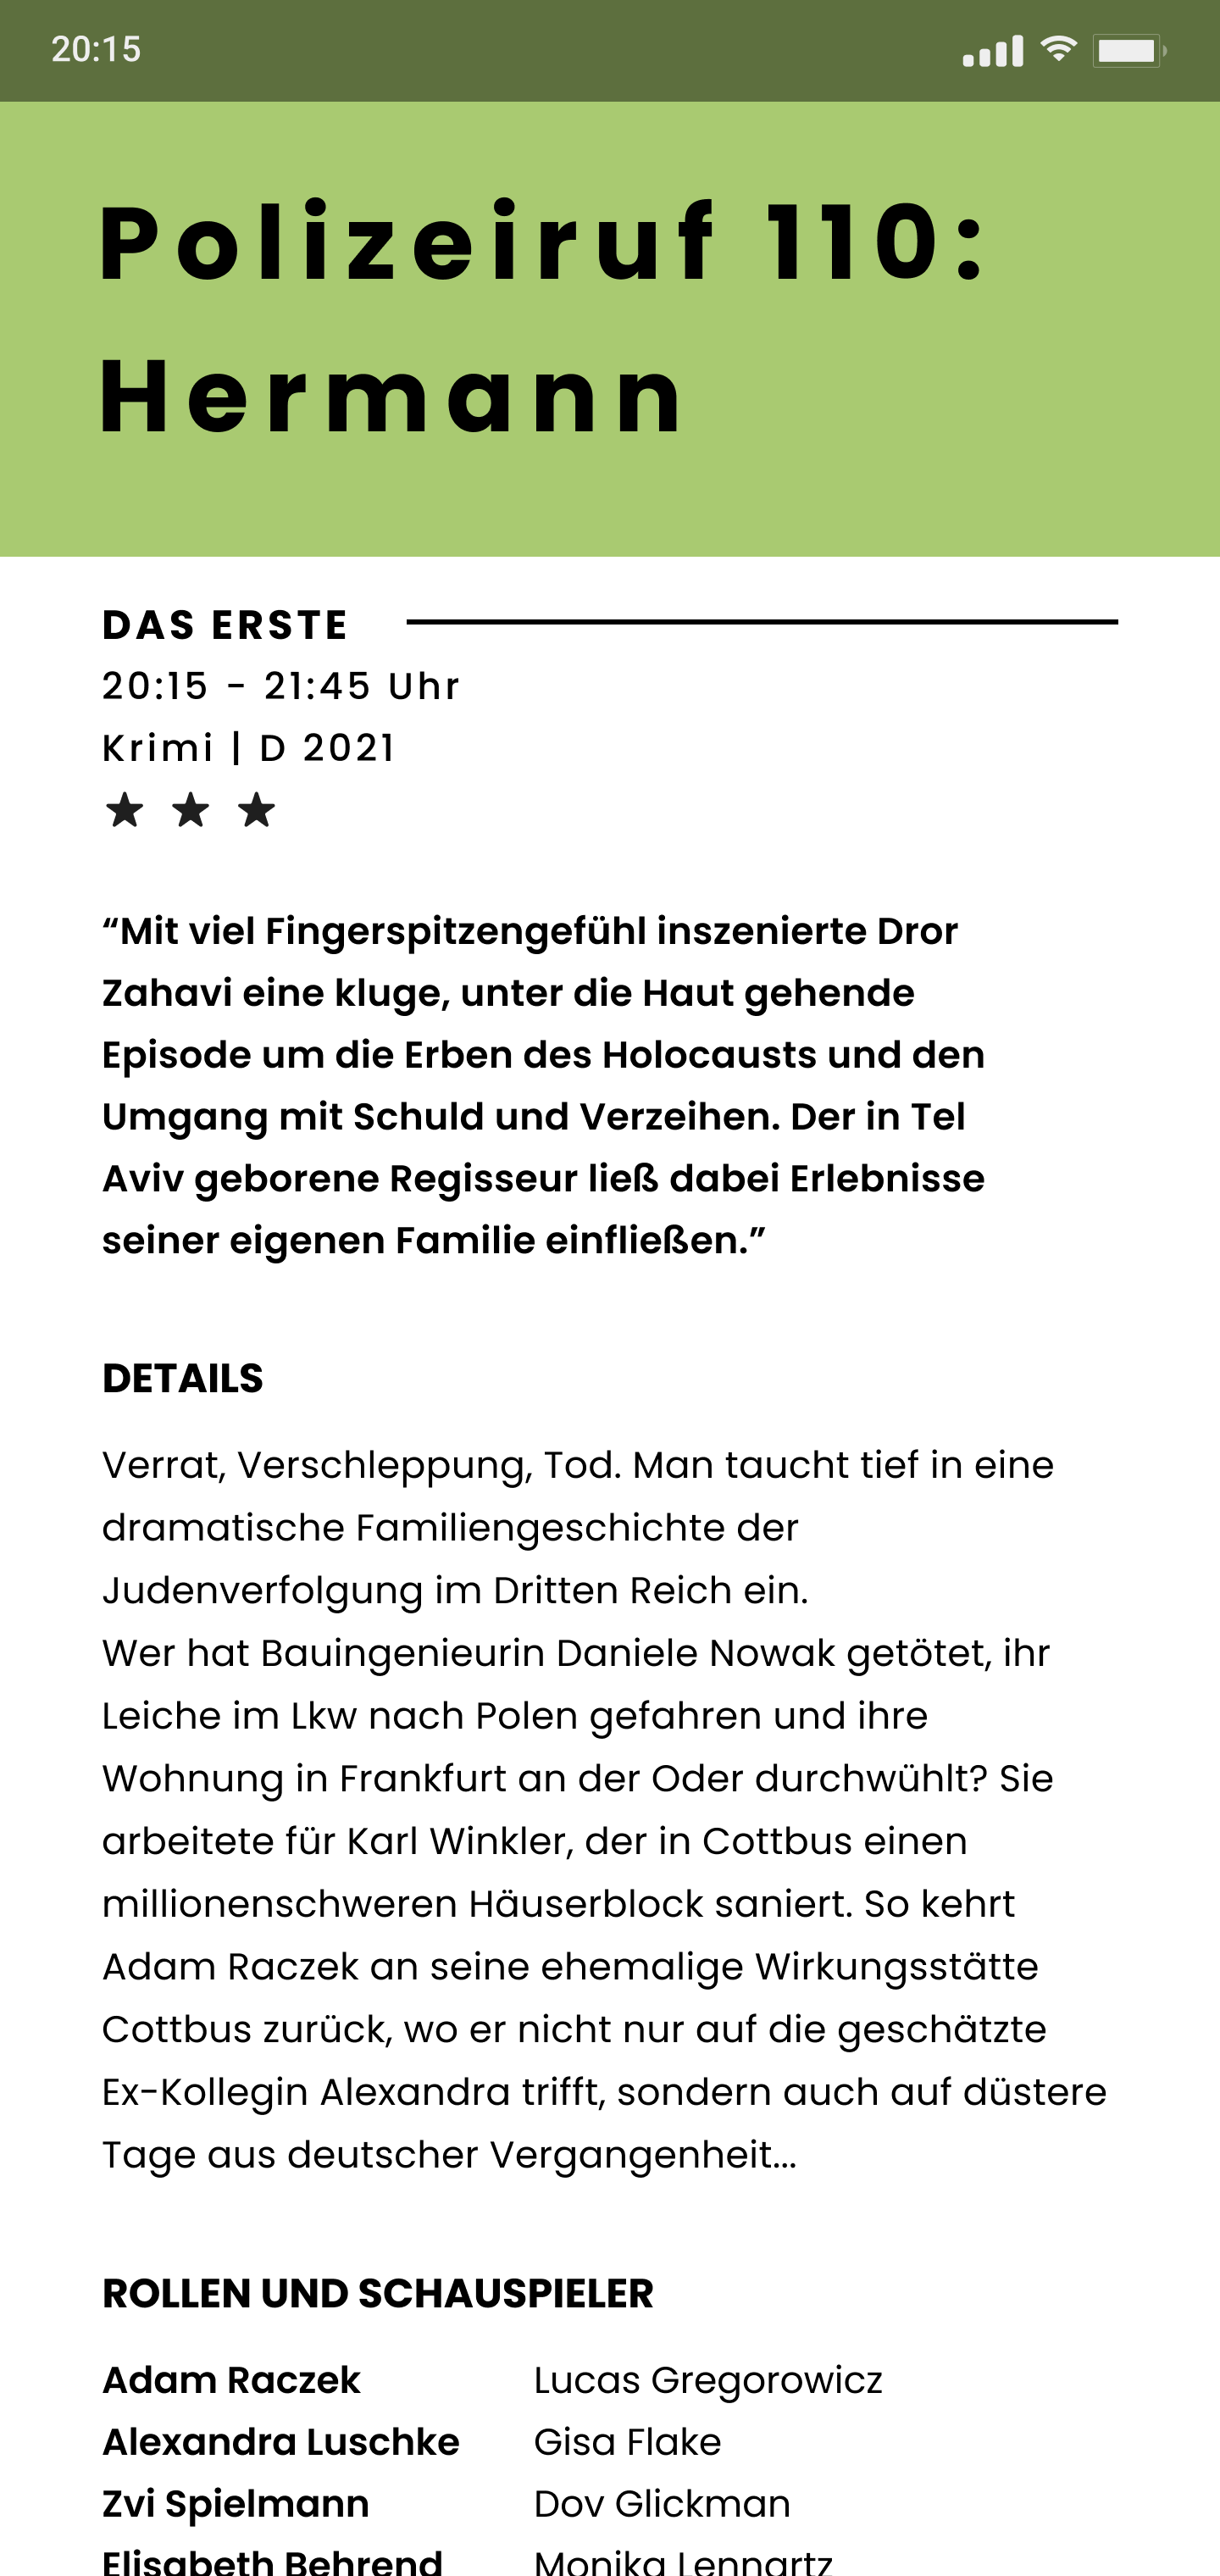 20:15
Polizeiruf 110:
Hermann
DAS ERSTE
20:15 - 21:45 Uhr
Krimi | D 2021
“Mit viel Fingerspitzengefühl inszenierte Dror
Zahavi eine kluge, unter die Haut gehende
Episode um die Erben des Holocausts und den
Umgang mit Schuld und Verzeihen. Der in Tel
Aviv geborene Regisseur ließ dabei Erlebnisse
seiner eigenen Familie einfließen.”
DETAILS
Verrat, Verschleppung, Tod. Man taucht tief in eine
dramatische Familiengeschichte der
Judenverfolgung im Dritten Reich ein.
Wer hat Bauingenieurin Daniele Nowak getötet, ihr
Leiche im Lkw nach Polen gefahren und ihre
Wohnung in Frankfurt an der Oder durchwühlt? Sie
arbeitete für Karl Winkler, der in Cottbus einen
millionenschweren Häuserblock saniert. So kehrt
Adam Raczek an seine ehemalige Wirkungsstätte
Cottbus zurück, wo er nicht nur auf die geschätzte
Ex-Kollegin Alexandra trifft, sondern auch auf düstere
Tage aus deutscher Vergangenheit...
ROLLEN UND SCHAUSPIELER
Adam Raczek Lucas Gregorowicz
Alexandra Luschke Gisa Flake
Zvi Spielmann Dov Glickman
Elisabeth Behrend Monika Lennartz